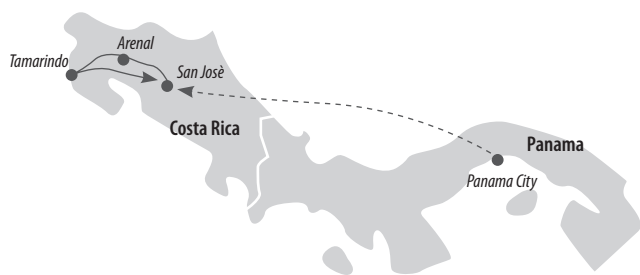 Arenal
Tamarindo
San Josè
Costa Rica
Panama
Panama City